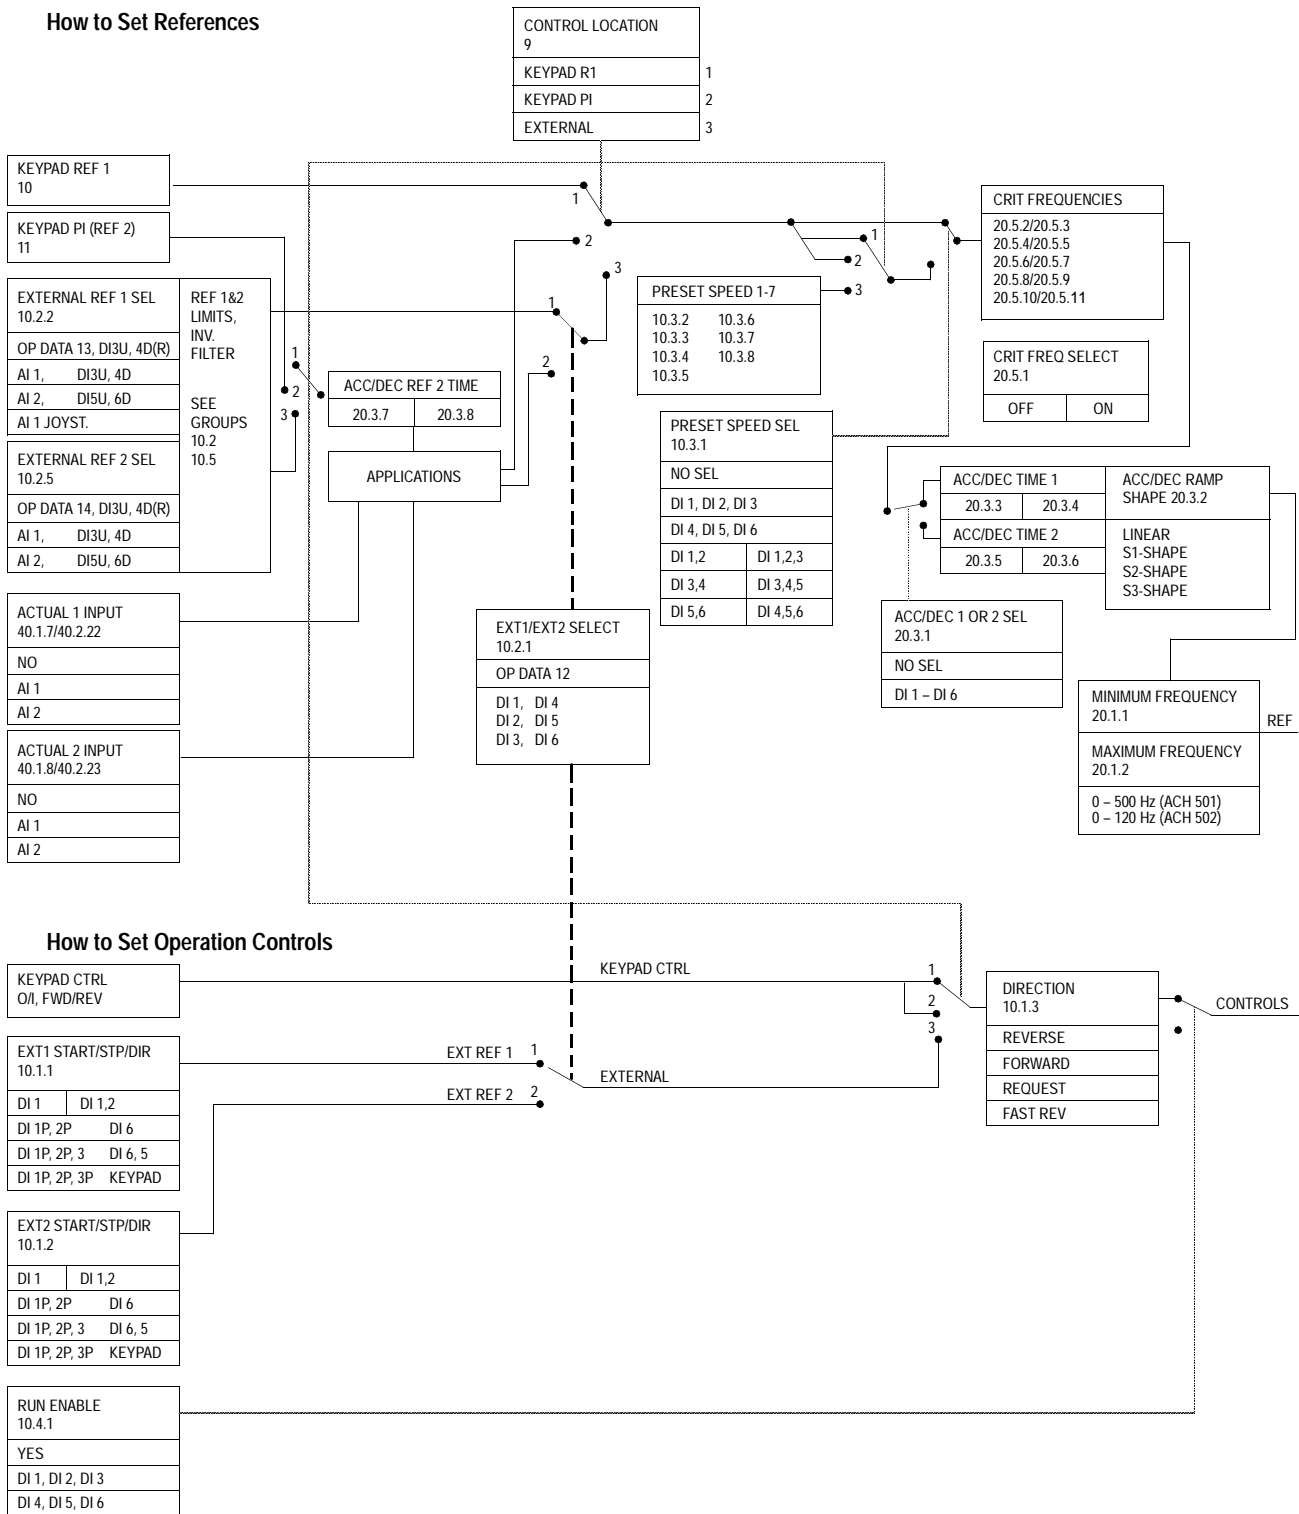 How to Set References
CONTROL LOCATION
9
KEYPAD R1 1
KEYPAD PI 2
EXTERNAL 3
KEYPAD REF 1
10
KEYPAD PI (REF 2)
11
EXTERNAL REF 1 SEL
10.2.2
OP DATA 13, DI3U, 4D(R)
AI 1, DI3U, 4D
AI 2, DI5U, 6D
AI 1 JOYST.
EXTERNAL REF 2 SEL
10.2.5
OP DATA 14, DI3U, 4D(R)
AI 1, DI3U, 4D
AI 2, DI5U, 6D
REF 1&2
LIMITS,
INV.
FILTER
SEE
GROUPS
10.2
10.5
1
2
3
ACC/DEC REF 2 TIME
20.3.7 20.3.8
APPLICATIONS
1
2
3
1
2
PRESET SPEED 1-7
10.3.2 10.3.6
10.3.3 10.3.7
10.3.4 10.3.8
10.3.5
1
2
3
PRESET SPEED SEL
10.3.1
NO SEL
DI 1, DI 2, DI 3
DI 4, DI 5, DI 6
DI 1,2 DI 1,2,3
DI 3,4 DI 3,4,5
DI 5,6 DI 4,5,6
CRIT FREQUENCIES
20.5.2/20.5.3
20.5.4/20.5.5
20.5.6/20.5.7
20.5.8/20.5.9
20.5.10/20.5.11
CRIT FREQ SELECT
20.5.1
OFF ON
ACC/DEC TIME 1
20.3.3 20.3.4
ACC/DEC TIME 2
20.3.5 20.3.6
ACC/DEC RAMP
SHAPE 20.3.2
LINEAR
S1-SHAPE
S2-SHAPE
S3-SHAPE
ACC/DEC 1 OR 2 SEL
20.3.1
NO SEL
DI 1 – DI 6
MINIMUM FREQUENCY
20.1.1
REF
MAXIMUM FREQUENCY
20.1.2
0 – 500 Hz (ACH 501)
0 – 120 Hz (ACH 502)
ACTUAL 1 INPUT
40.1.7/40.2.22
NO
AI 1
AI 2
ACTUAL 2 INPUT
40.1.8/40.2.23
NO
AI 1
AI 2
EXT1/EXT2 SELECT
10.2.1
OP DATA 12
DI 1, DI 4
DI 2, DI 5
DI 3, DI 6
How to Set Operation Controls
KEYPAD CTRL
O/I, FWD/REV
KEYPAD CTRL
1
2
3
EXT1 START/STP/DIR
10.1.1
DI 1 DI 1,2
DI 1P, 2P DI 6
DI 1P, 2P, 3 DI 6, 5
DI 1P, 2P, 3P KEYPAD
EXT REF 1 1
EXT REF 2 2
EXTERNAL
DIRECTION
10.1.3
REVERSE
FORWARD
REQUEST
FAST REV
CONTROLS
EXT2 START/STP/DIR
10.1.2
DI 1 DI 1,2
DI 1P, 2P DI 6
DI 1P, 2P, 3 DI 6, 5
DI 1P, 2P, 3P KEYPAD
RUN ENABLE
10.4.1
YES
DI 1, DI 2, DI 3
DI 4, DI 5, DI 6